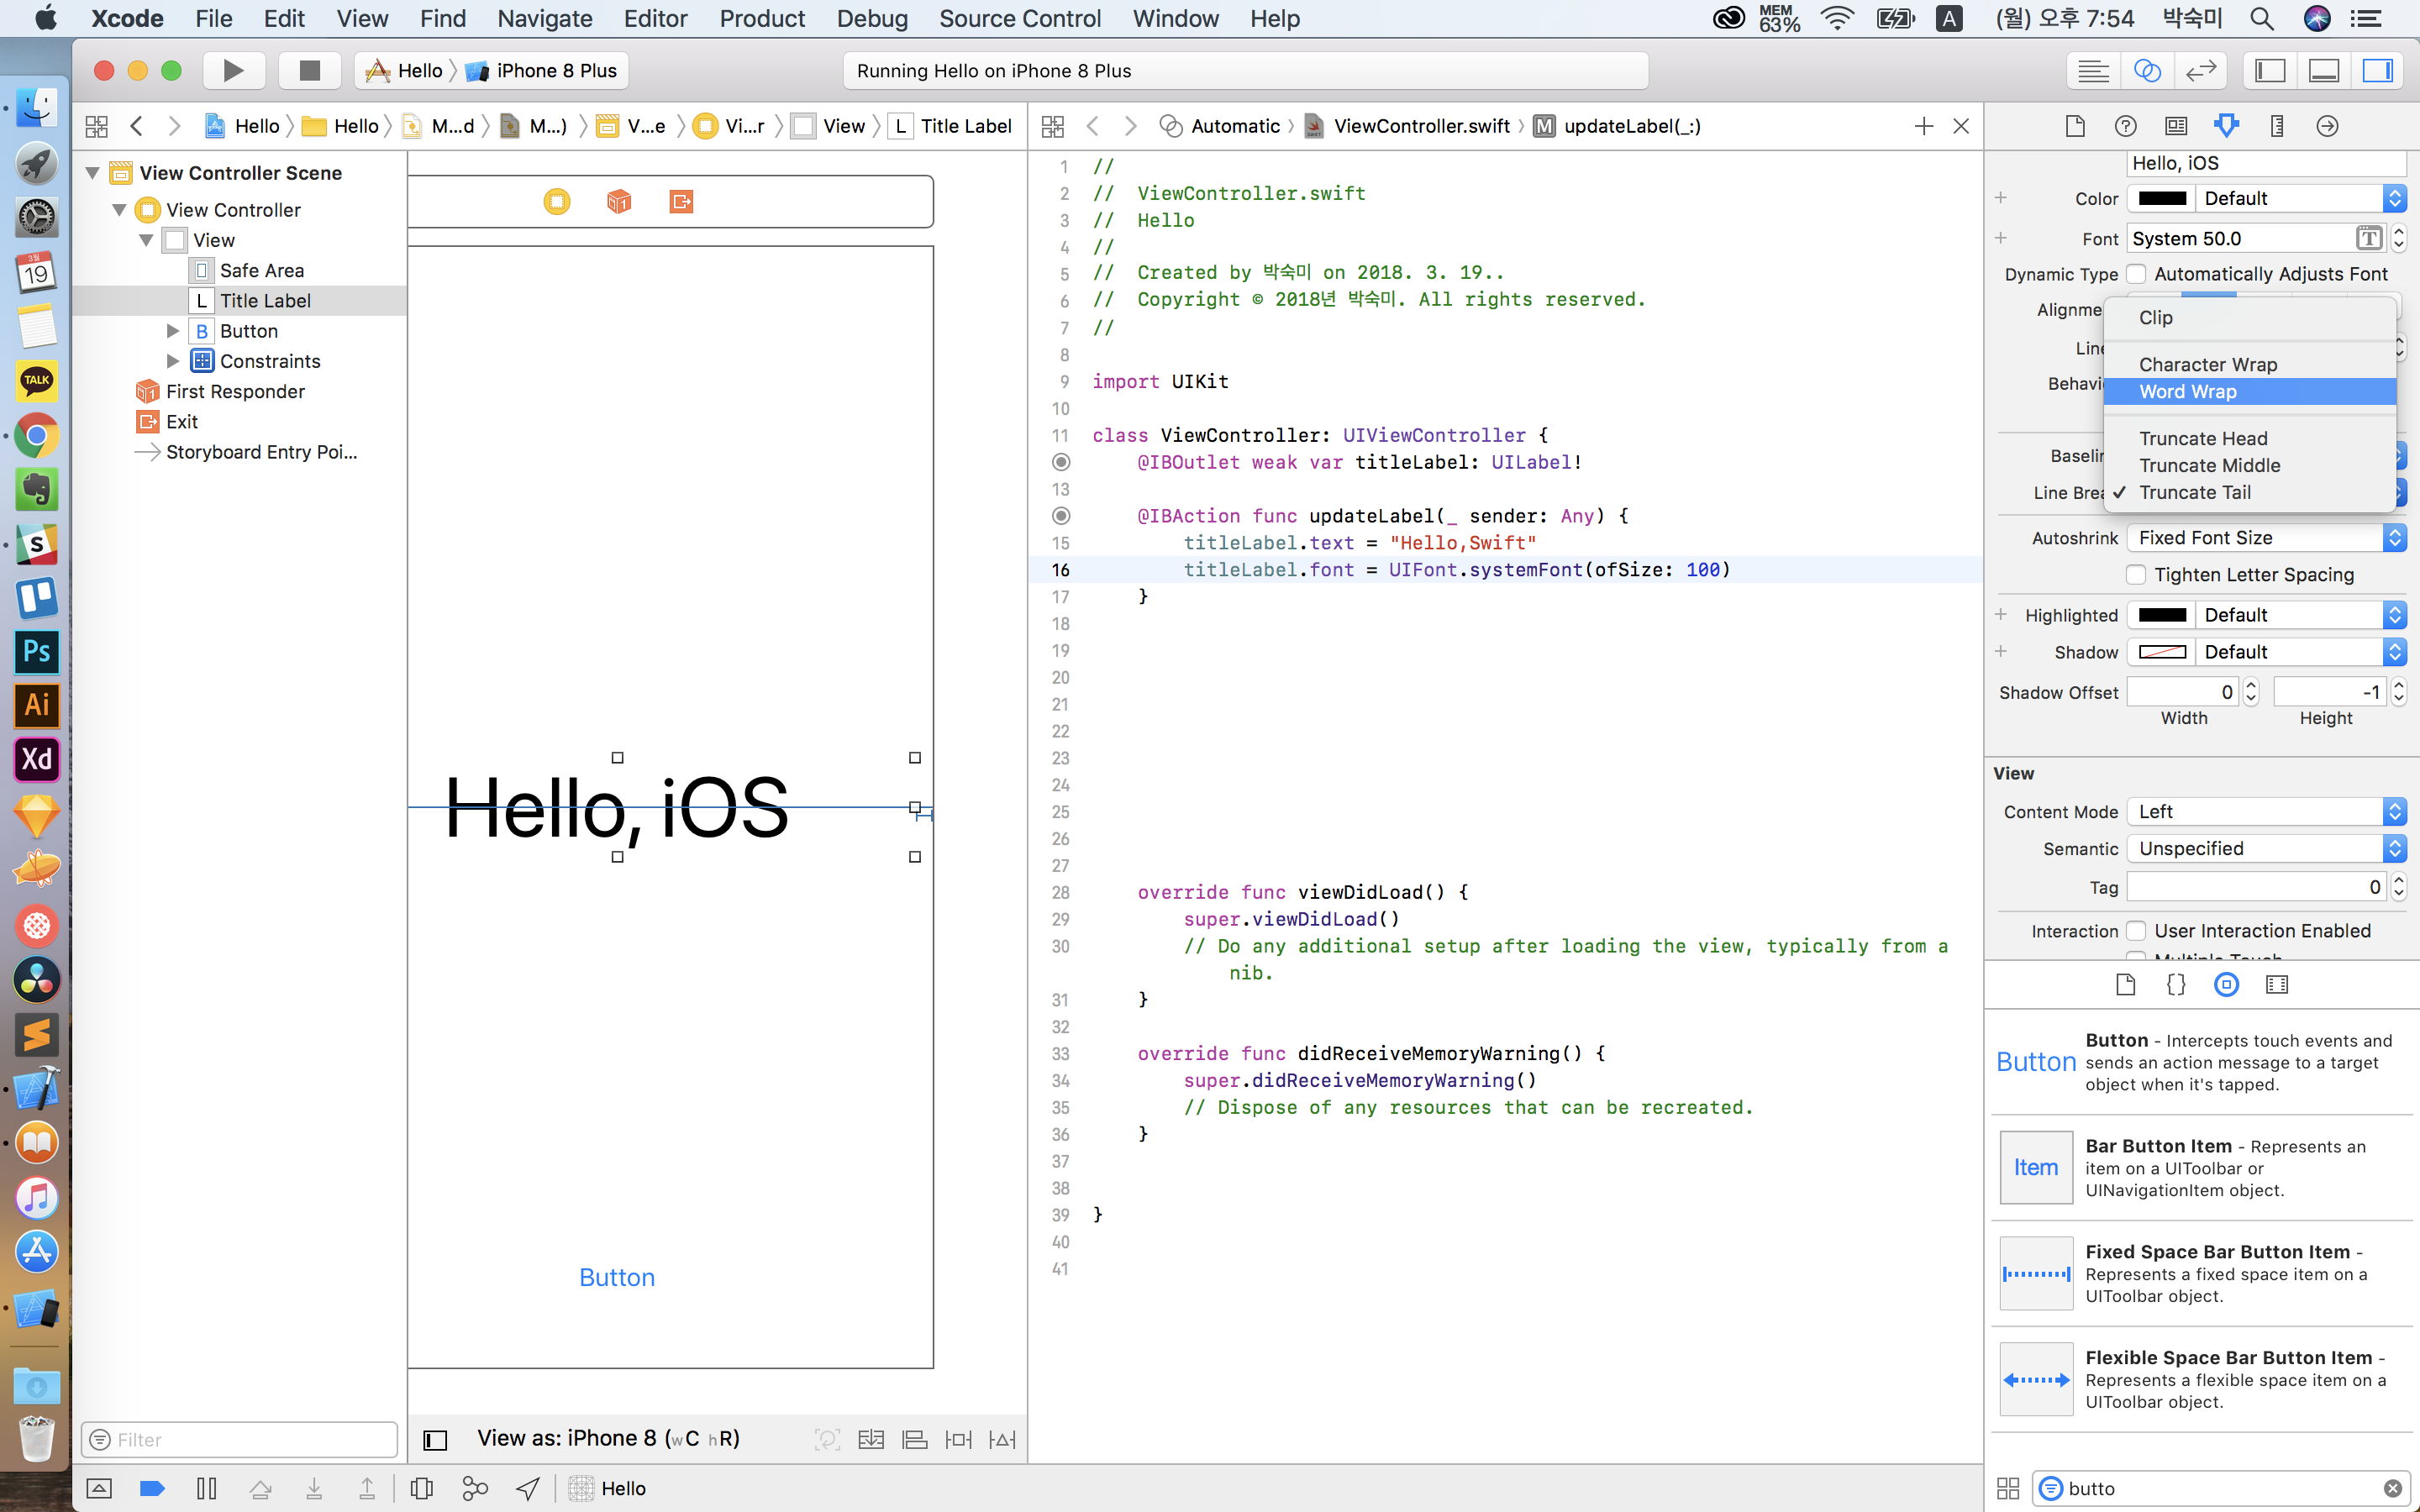 Xcode File Edit View Find Navigate Editor Product Debug Source Control Window Help MEM 63% A (월) 오후 7:54 박숙미
Hello iPhone 8 Plus
Running Hello on iPhone 8 Plus
Hello Hello M...d M...) V...e Vi...r View L Title Label
Automatic ViewController.swift M updateLabel(_:)
View Controller Scene
View Controller
View
Safe Area
L Title Label
B Button
Constraints
First Responder
Exit
Storyboard Entry Poi...
Filter
Hello, iOS
Button
View as: iPhone 8 (wC hR)
1 //
2 //  ViewController.swift
3 //  Hello
4 //
5 //  Created by 박숙미 on 2018. 3. 19..
6 //  Copyright © 2018년 박숙미. All rights reserved.
7 //
8
9 import UIKit
10
11 class ViewController: UIViewController {
@IBOutlet weak var titleLabel: UILabel!
13
@IBAction func updateLabel(_ sender: Any) {
15 titleLabel.text = "Hello,Swift"
16 titleLabel.font = UIFont.systemFont(ofSize: 100)
17 }
18
19
20
21
22
23
24
25
26
27
28 override func viewDidLoad() {
29 super.viewDidLoad()
30 // Do any additional setup after loading the view, typically from a
nib.
31 }
32
33 override func didReceiveMemoryWarning() {
34 super.didReceiveMemoryWarning()
35 // Dispose of any resources that can be recreated.
36 }
37
38
39 }
40
41
Hello, iOS
Color Default
Font System 50.0 T
Dynamic Type Automatically Adjusts Font
Alignme
Line
Behavi
Baselin
Line Brea
Clip
Character Wrap
Word Wrap
Truncate Head
Truncate Middle
✓ Truncate Tail
Autoshrink Fixed Font Size
Tighten Letter Spacing
Highlighted Default
Shadow Default
Shadow Offset 0 -1
Width Height
View
Content Mode Left
Semantic Unspecified
Tag 0
Interaction User Interaction Enabled
Multiple Touch
Button
Button - Intercepts touch events and
sends an action message to a target
object when it's tapped.
Item
Bar Button Item - Represents an
item on a UIToolbar or
UINavigationItem object.
Fixed Space Bar Button Item -
Represents a fixed space item on a
UIToolbar object.
Flexible Space Bar Button Item -
Represents a flexible space item on a
UIToolbar object.
butto
Hello
3월
19
TALK
S
Ps
Ai
Xd